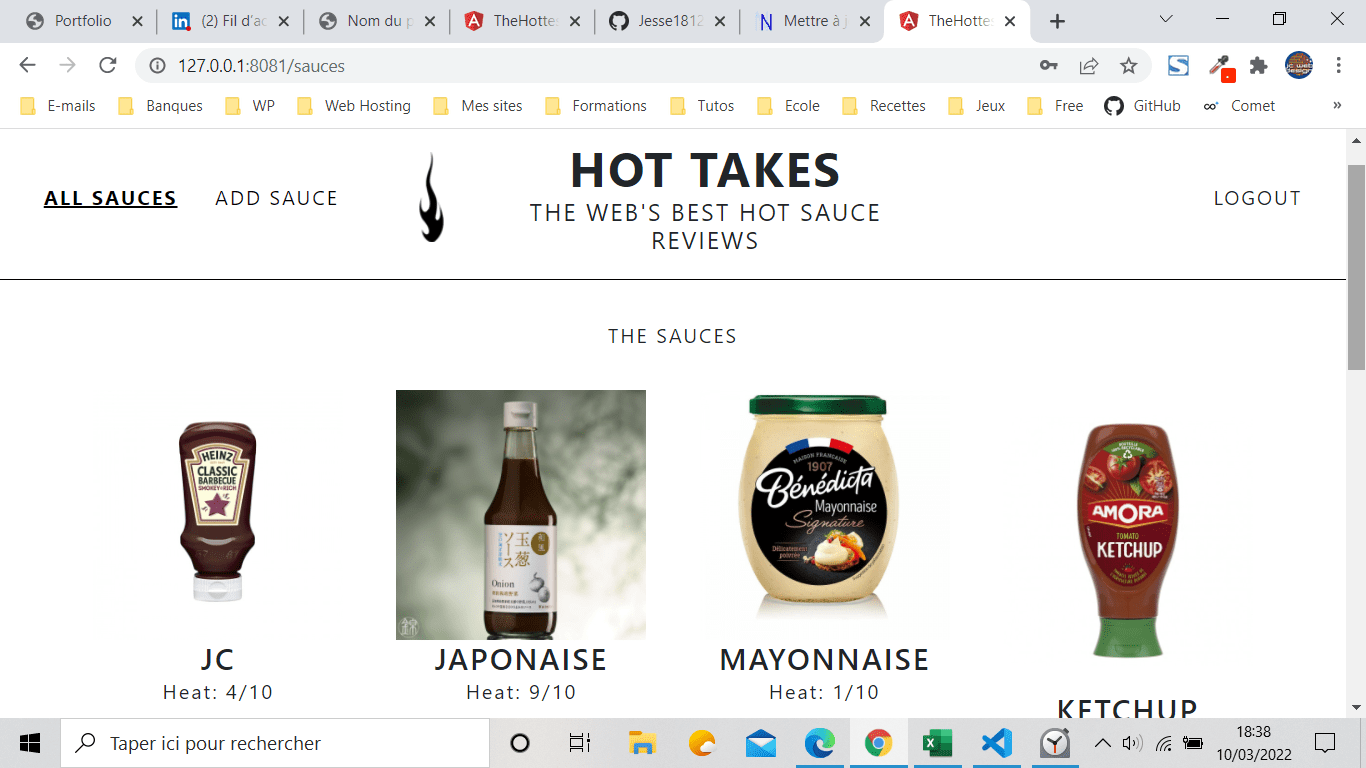 Portfolio
(2) Fil d'ac
Nom du p
TheHotte
Jesse1812
Mettre à j
TheHotte
127.0.0.1:8081/sauces
E-mails
Banques
WP
Web Hosting
Mes sites
Formations
Tutos
Ecole
Recettes
Jeux
Free
GitHub
Comet
»
ALL SAUCES
ADD SAUCE
HOT TAKES
THE WEB'S BEST HOT SAUCE
REVIEWS
LOGOUT
THE SAUCES
HEINZ
CLASSIC
BARBECUE
SMOKEY & RICH
JC
Heat: 4/10
玉葱
ソース
和風
Onion
JAPONAISE
Heat: 9/10
MAISON FRANÇAISE
1907
Bénédicta
Mayonnaise
Signature
Délicatement
poivrée
MAYONNAISE
Heat: 1/10
AMORA
TOMATO
KETCHUP
KETCHUP
Taper ici pour rechercher
18:38
10/03/2022